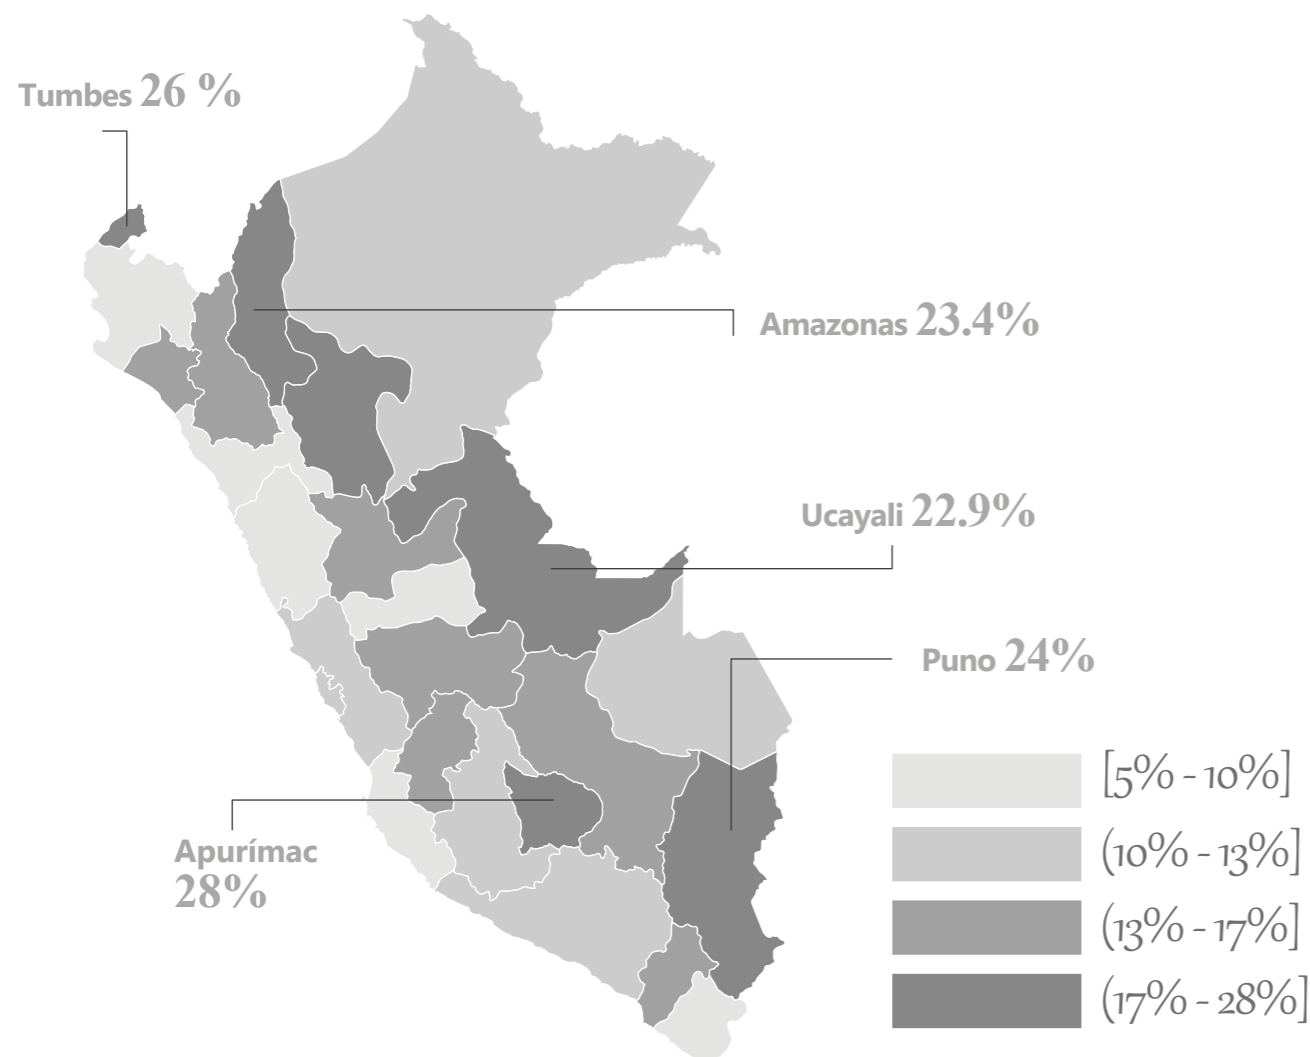 Tumbes 26 %
Amazonas 23.4%
Ucayali 22.9%
Puno 24%
Apurímac
28%
[5% - 10%]
(10% - 13%]
(13% - 17%]
(17% - 28%]